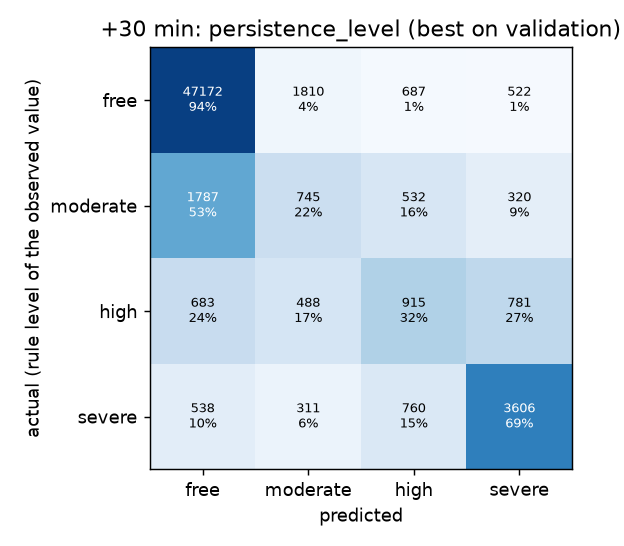 +30 min: persistence_level (best on validation)
actual (rule level of the observed value)
free
47172 1810 687 522
94% 4% 1% 1%
moderate
1787 745 532 320
53% 22% 16% 9%
high
683 488 915 781
24% 17% 32% 27%
severe
538 311 760 3606
10% 6% 15% 69%
free moderate high severe
predicted